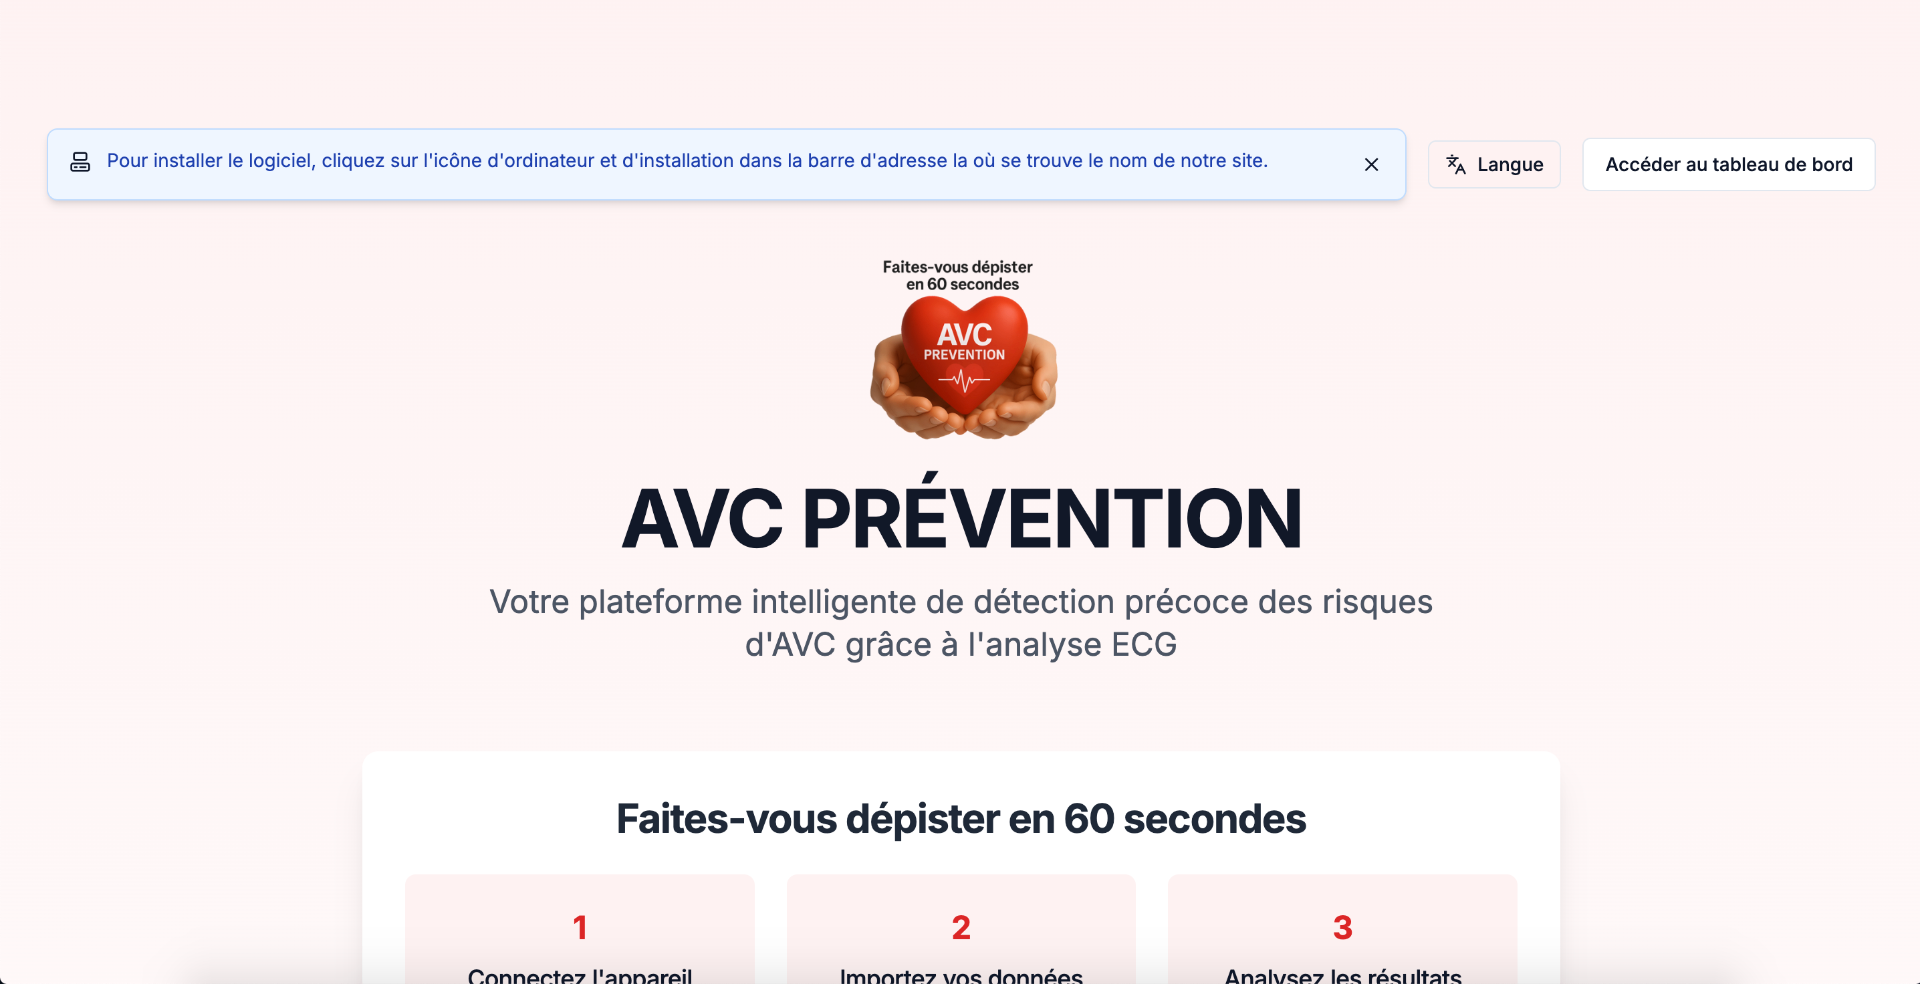 Pour installer le logiciel, cliquez sur l'icône d'ordinateur et d'installation dans la barre d'adresse la où se trouve le nom de notre site.
Langue
Accéder au tableau de bord
Faites-vous dépister
en 60 secondes
AVC
PREVENTION
AVC PRÉVENTION
Votre plateforme intelligente de détection précoce des risques
d'AVC grâce à l'analyse ECG
Faites-vous dépister en 60 secondes
1
2
3
Connectez l'appareil
Importez vos données
Analysez les résultats